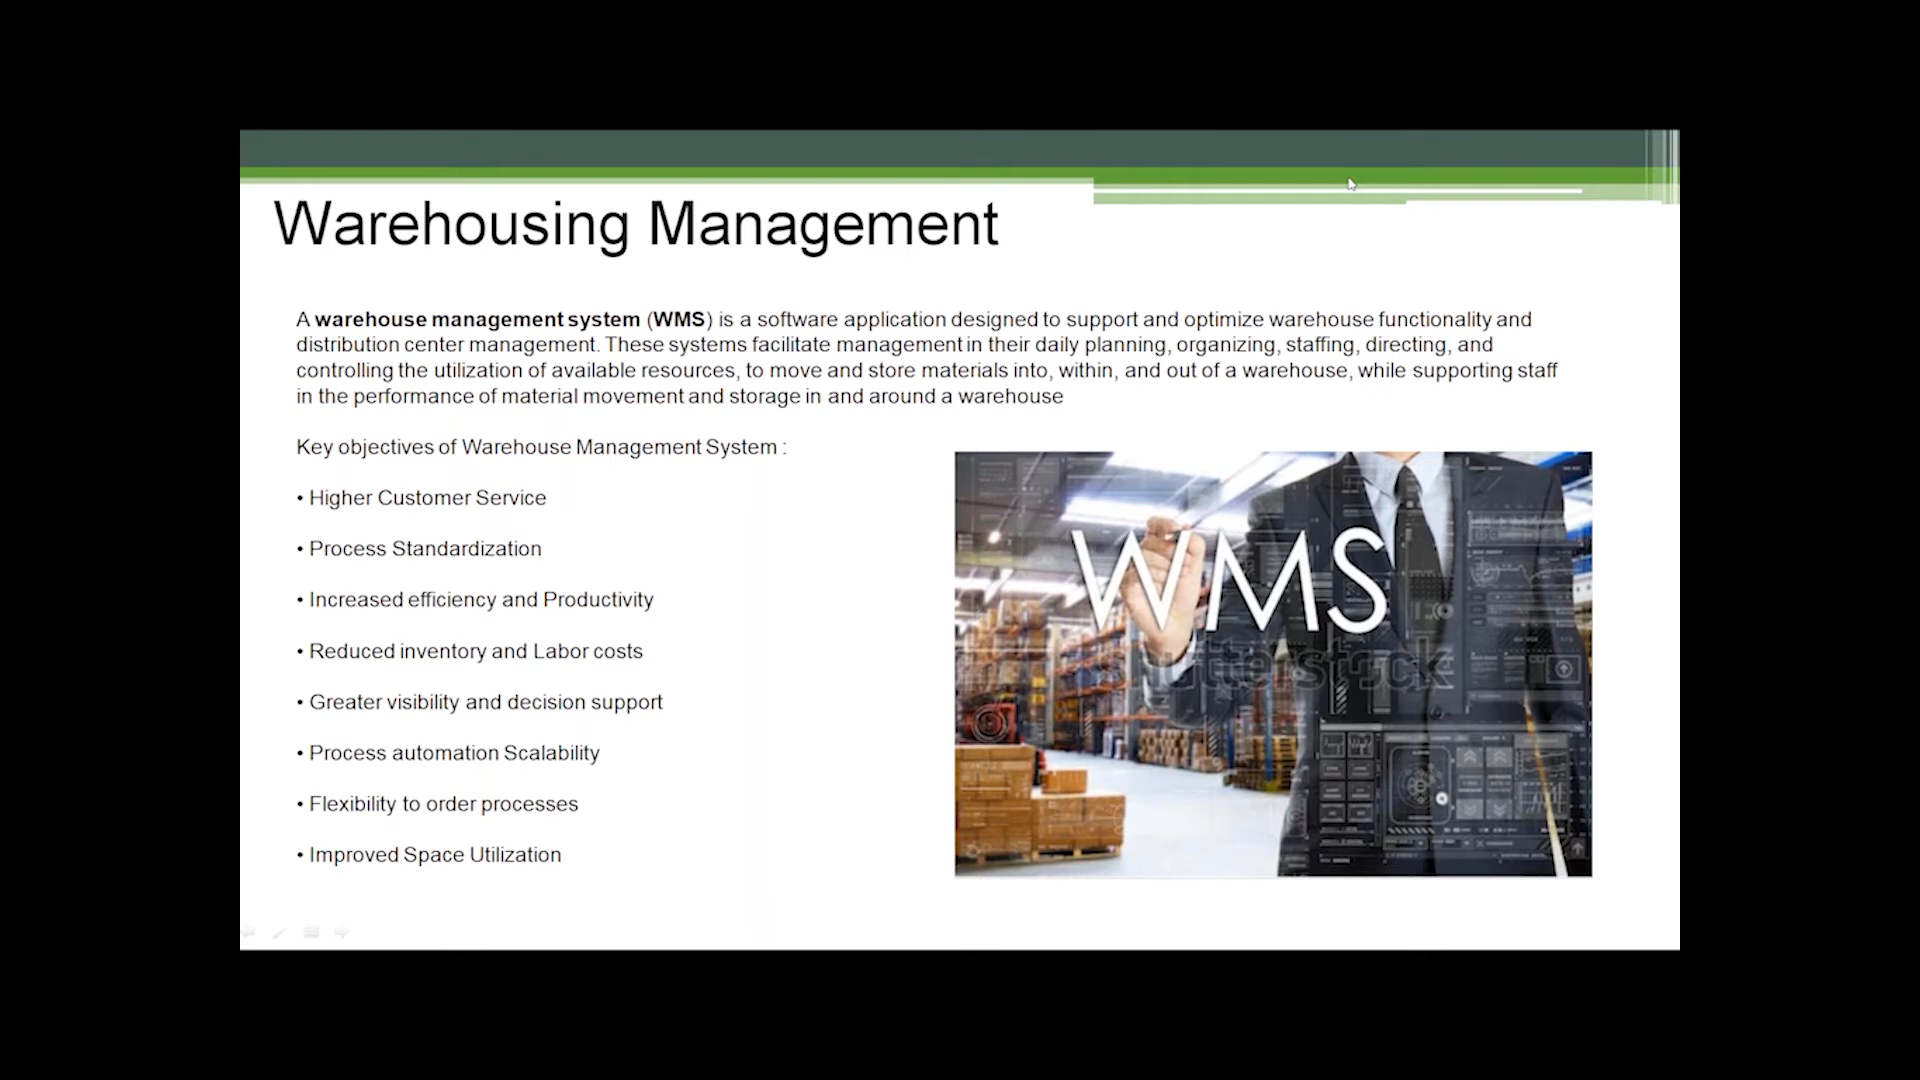 Warehousing Management
A warehouse management system (WMS) is a software application designed to support and optimize warehouse functionality and
distribution center management. These systems facilitate management in their daily planning, organizing, staffing, directing, and
controlling the utilization of available resources, to move and store materials into, within, and out of a warehouse, while supporting staff
in the performance of material movement and storage in and around a warehouse
Key objectives of Warehouse Management System :
• Higher Customer Service
• Process Standardization
• Increased efficiency and Productivity
• Reduced inventory and Labor costs
• Greater visibility and decision support
• Process automation Scalability
• Flexibility to order processes
• Improved Space Utilization
WMS
shutterstock